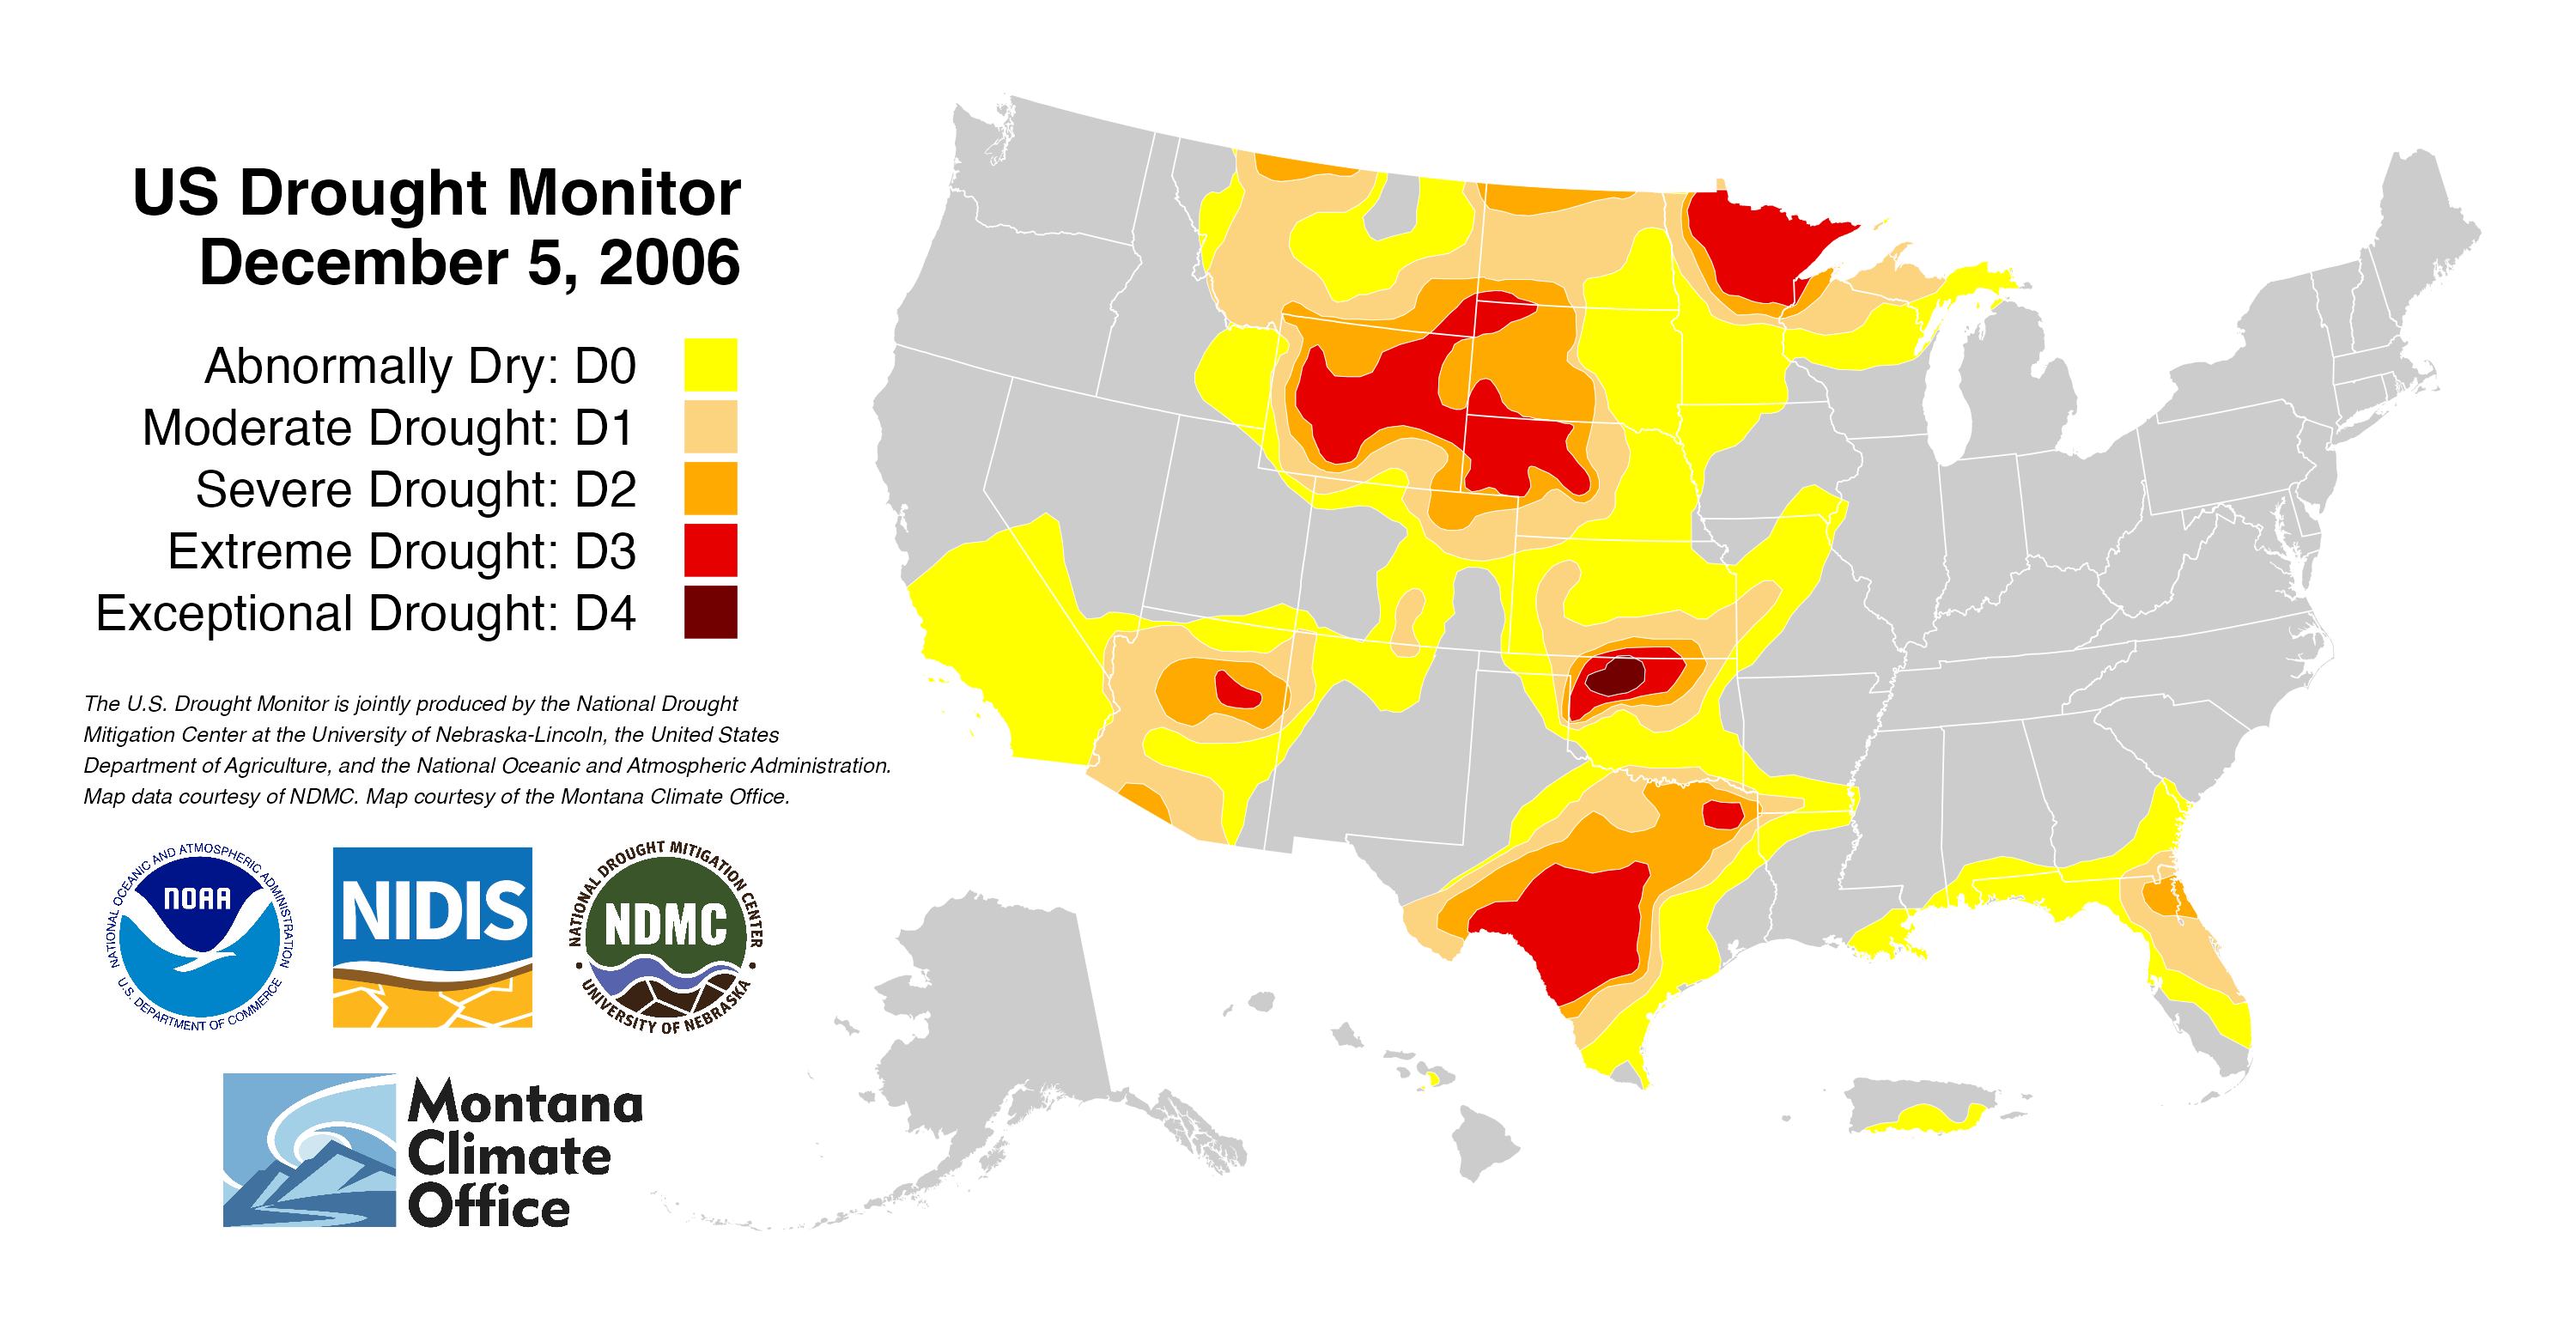 US Drought Monitor
December 5, 2006
Abnormally Dry: D0
Moderate Drought: D1
Severe Drought: D2
Extreme Drought: D3
Exceptional Drought: D4
The U.S. Drought Monitor is jointly produced by the National Drought
Mitigation Center at the University of Nebraska-Lincoln, the United States
Department of Agriculture, and the National Oceanic and Atmospheric Administration.
Map data courtesy of NDMC. Map courtesy of the Montana Climate Office.
NATIONAL OCEANIC AND ATMOSPHERIC ADMINISTRATION
NOAA
U.S. DEPARTMENT OF COMMERCE
NIDIS
NATIONAL DROUGHT MITIGATION CENTER
NDMC
UNIVERSITY OF NEBRASKA
Montana
Climate
Office